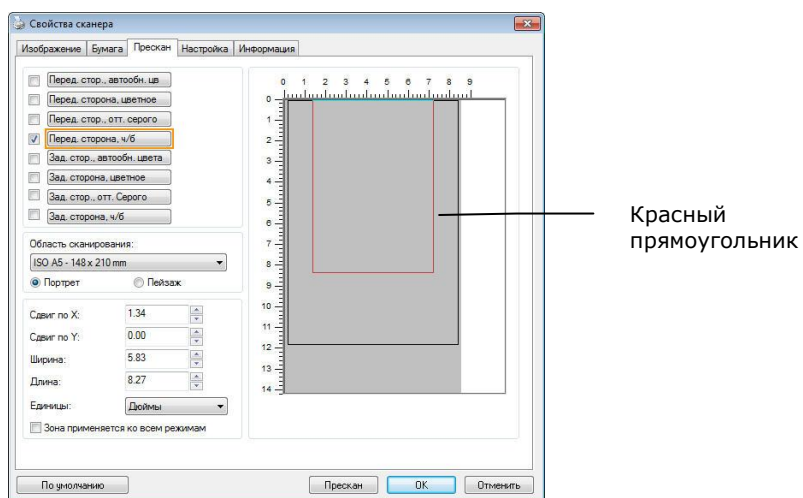 Свойства сканера
Изображение Бумага Прескан Настройка Информация
Перед. стор., автообн. цв
Перед. сторона, цветное
Перед. стор., отт. серого
Перед. сторона, ч/б
Зад. стор., автообн. цвета
Зад. сторона, цветное
Зад. стор., отт. Серого
Зад. сторона, ч/б
Область сканирования:
ISO A5 - 148 x 210 mm
Портрет Пейзаж
Сдвиг по X: 1.34
Сдвиг по Y: 0.00
Ширина: 5.83
Длина: 8.27
Единицы: Дюймы
Зона применяется ко всем режимам
0 1 2 3 4 5 6 7 8 9
0
1
2
3
4
5
6
7
8
9
10
11
12
13
14
Красный
прямоугольник
По умолчанию Прескан OK Отменить